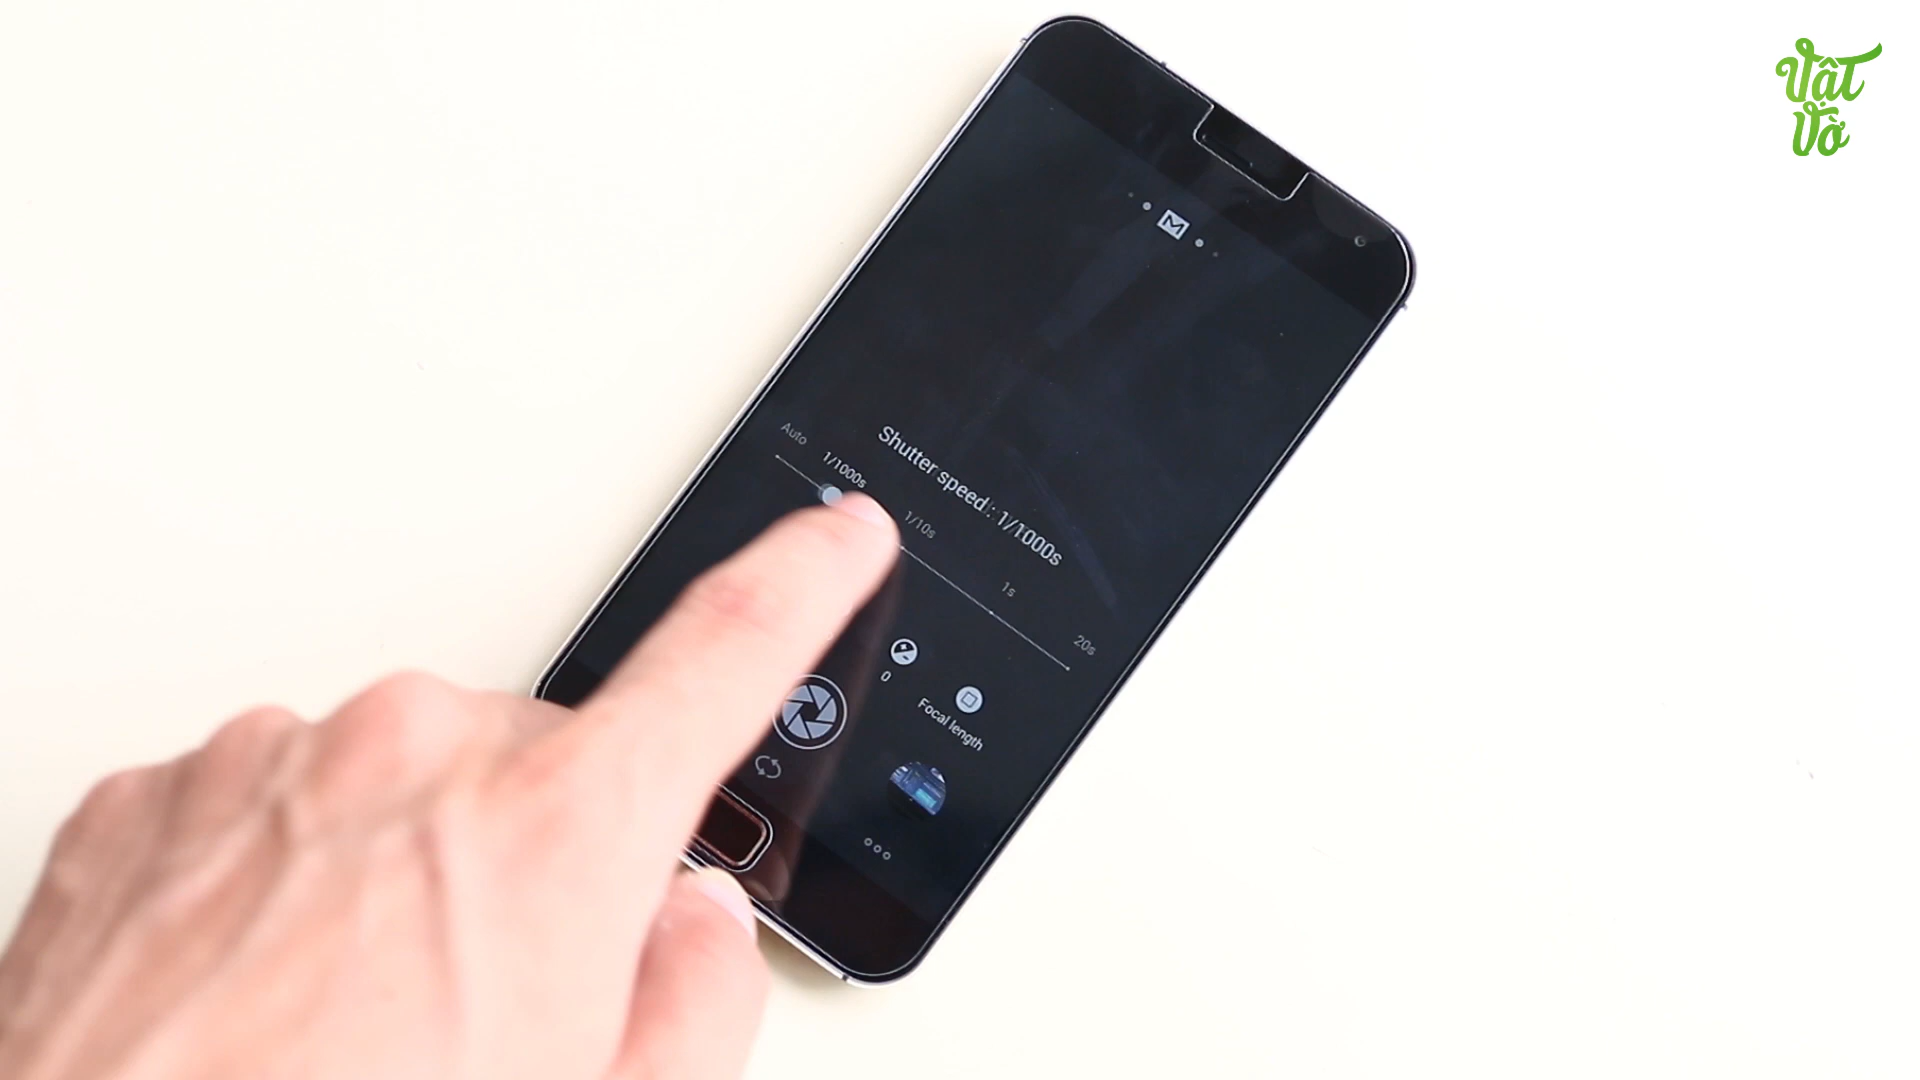 Vật
Vờ
M
Shutter speed: 1/1000s
Auto
1/1000s
1/10s
1s
20s
0
Focal length